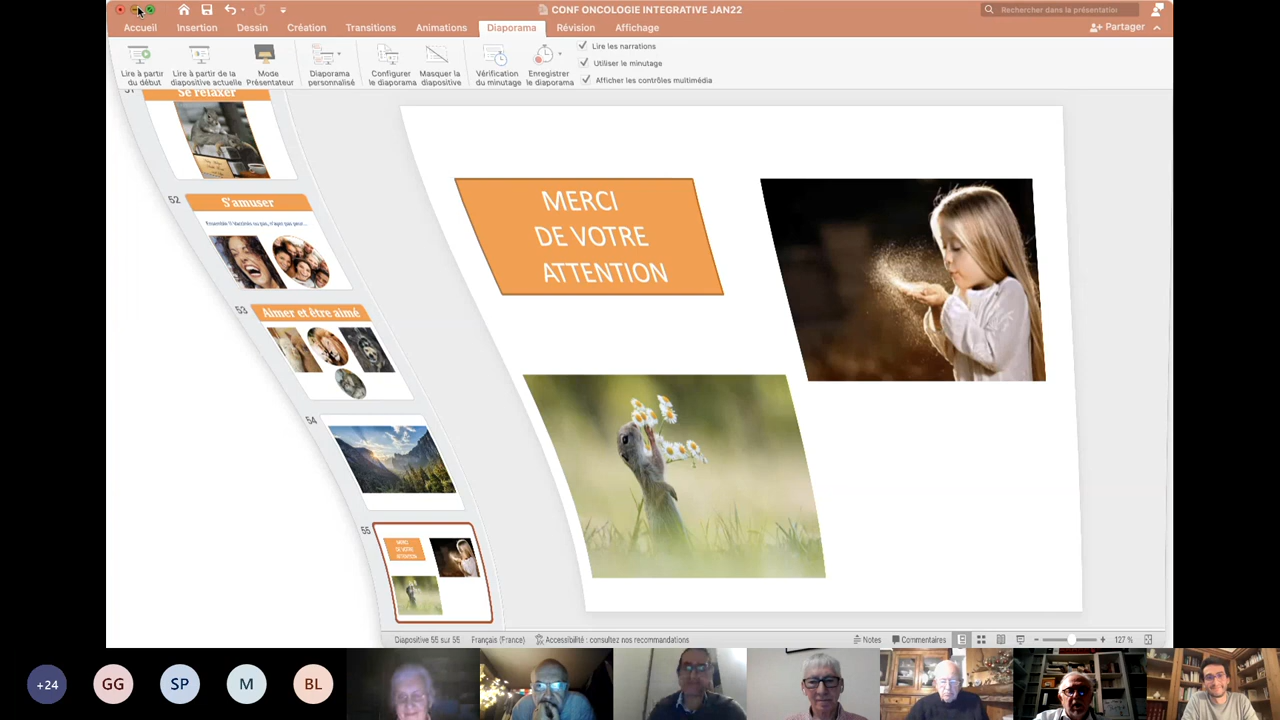 CONF ONCOLOGIE INTEGRATIVE JAN22
Rechercher dans la présentation
Accueil Insertion Dessin Création Transitions Animations Diaporama Révision Affichage Partager
Lire à partir du début
Lire à partir de la diapositive actuelle
Mode Présentateur
Diaporama personnalisé
Configurer le diaporama
Masquer la diapositive
Vérification du minutage
Enregistrer le diaporama
Lire les narrations
Utiliser le minutage
Afficher les contrôles multimédia
Se relaxer
52
S'amuser
53
Aimer et être aimé
54
55
MERCI
DE VOTRE
ATTENTION
MERCI
DE VOTRE
ATTENTION
Diapositive 55 sur 55 Français (France) Accessibilité : consultez nos recommandations Notes Commentaires 127 %
+24 GG SP M BL